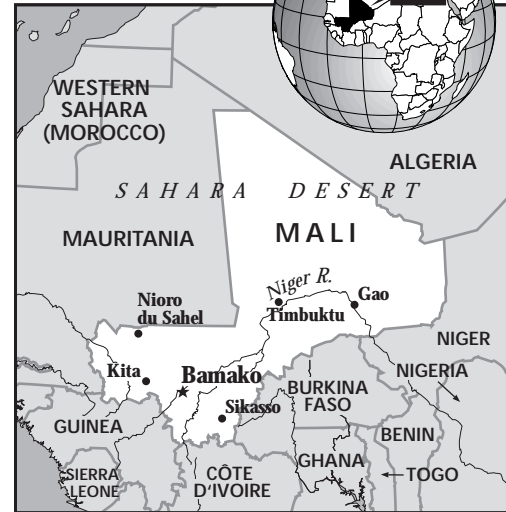 WESTERN
SAHARA
(MOROCCO)
ALGERIA
SAHARA DESERT
MAURITANIA
MALI
Niger R.
Nioro
du Sahel
Timbuktu
Gao
NIGER
Kita
Bamako
NIGERIA
BURKINA
FASO
Sikasso
GUINEA
BENIN
SIERRA
LEONE
CÔTE
D'IVOIRE
GHANA
TOGO